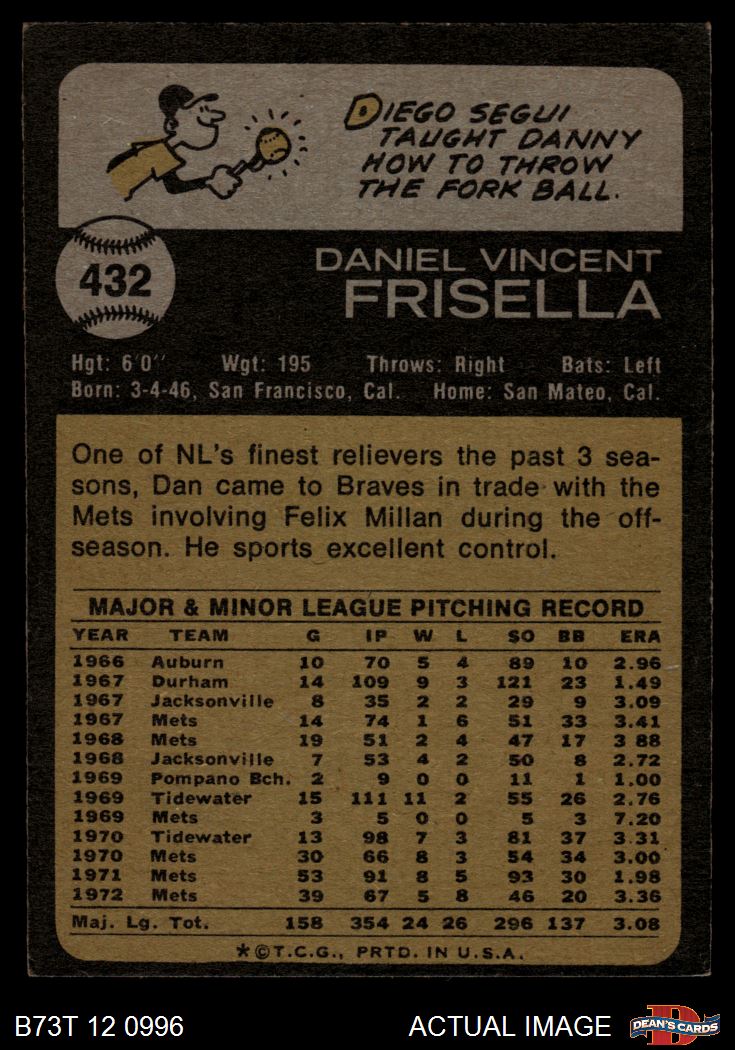 DIEGO SEGUI
TAUGHT DANNY
HOW TO THROW
THE FORK BALL.
432
DANIEL VINCENT
FRISELLA
Hgt: 6'0" Wgt: 195 Throws: Right Bats: Left
Born: 3-4-46, San Francisco, Cal. Home: San Mateo, Cal.
One of NL's finest relievers the past 3 sea-
sons, Dan came to Braves in trade with the
Mets involving Felix Millan during the off-
season. He sports excellent control.
MAJOR & MINOR LEAGUE PITCHING RECORD
YEAR TEAM G IP W L SO BB ERA
1966 Auburn 10 70 5 4 89 10 2.96
1967 Durham 14 109 9 3 121 23 1.49
1967 Jacksonville 8 35 2 2 29 9 3.09
1967 Mets 14 74 1 6 51 33 3.41
1968 Mets 19 51 2 4 47 17 3 88
1968 Jacksonville 7 53 4 2 50 8 2.72
1969 Pompano Bch. 2 9 0 0 11 1 1.00
1969 Tidewater 15 111 11 2 55 26 2.76
1969 Mets 3 5 0 0 5 3 7.20
1970 Tidewater 13 98 7 3 81 37 3.31
1970 Mets 30 66 8 3 54 34 3.00
1971 Mets 53 91 8 5 93 30 1.98
1972 Mets 39 67 5 8 46 20 3.36
Maj. Lg. Tot. 158 354 24 26 296 137 3.08
*©T.C.G., PRTD. IN U.S.A.
B73T 12 0996 ACTUAL IMAGE DEAN'S CARDS